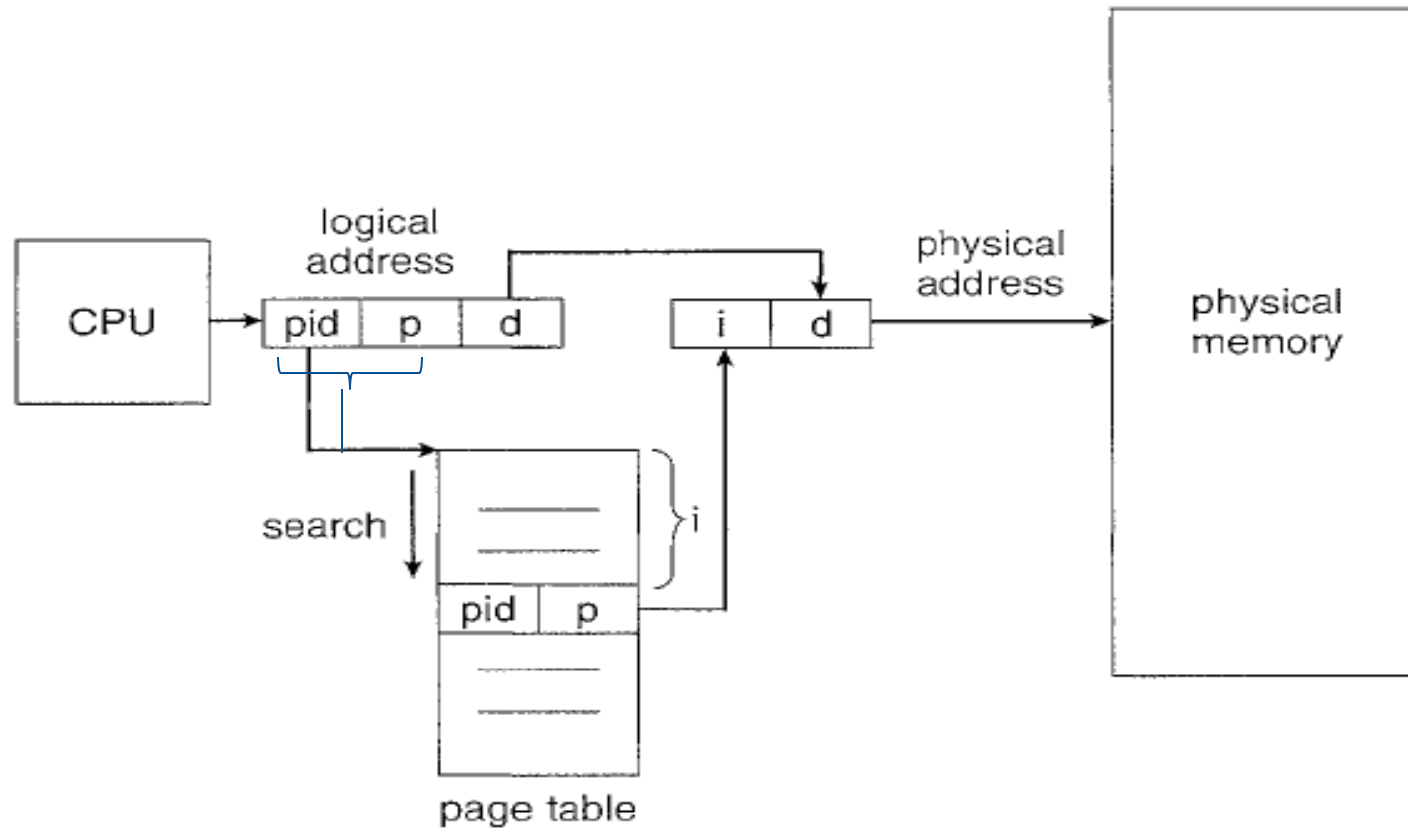 logical
address
physical
address
CPU
pid p d
i d
physical
memory
search
i
pid p
page table